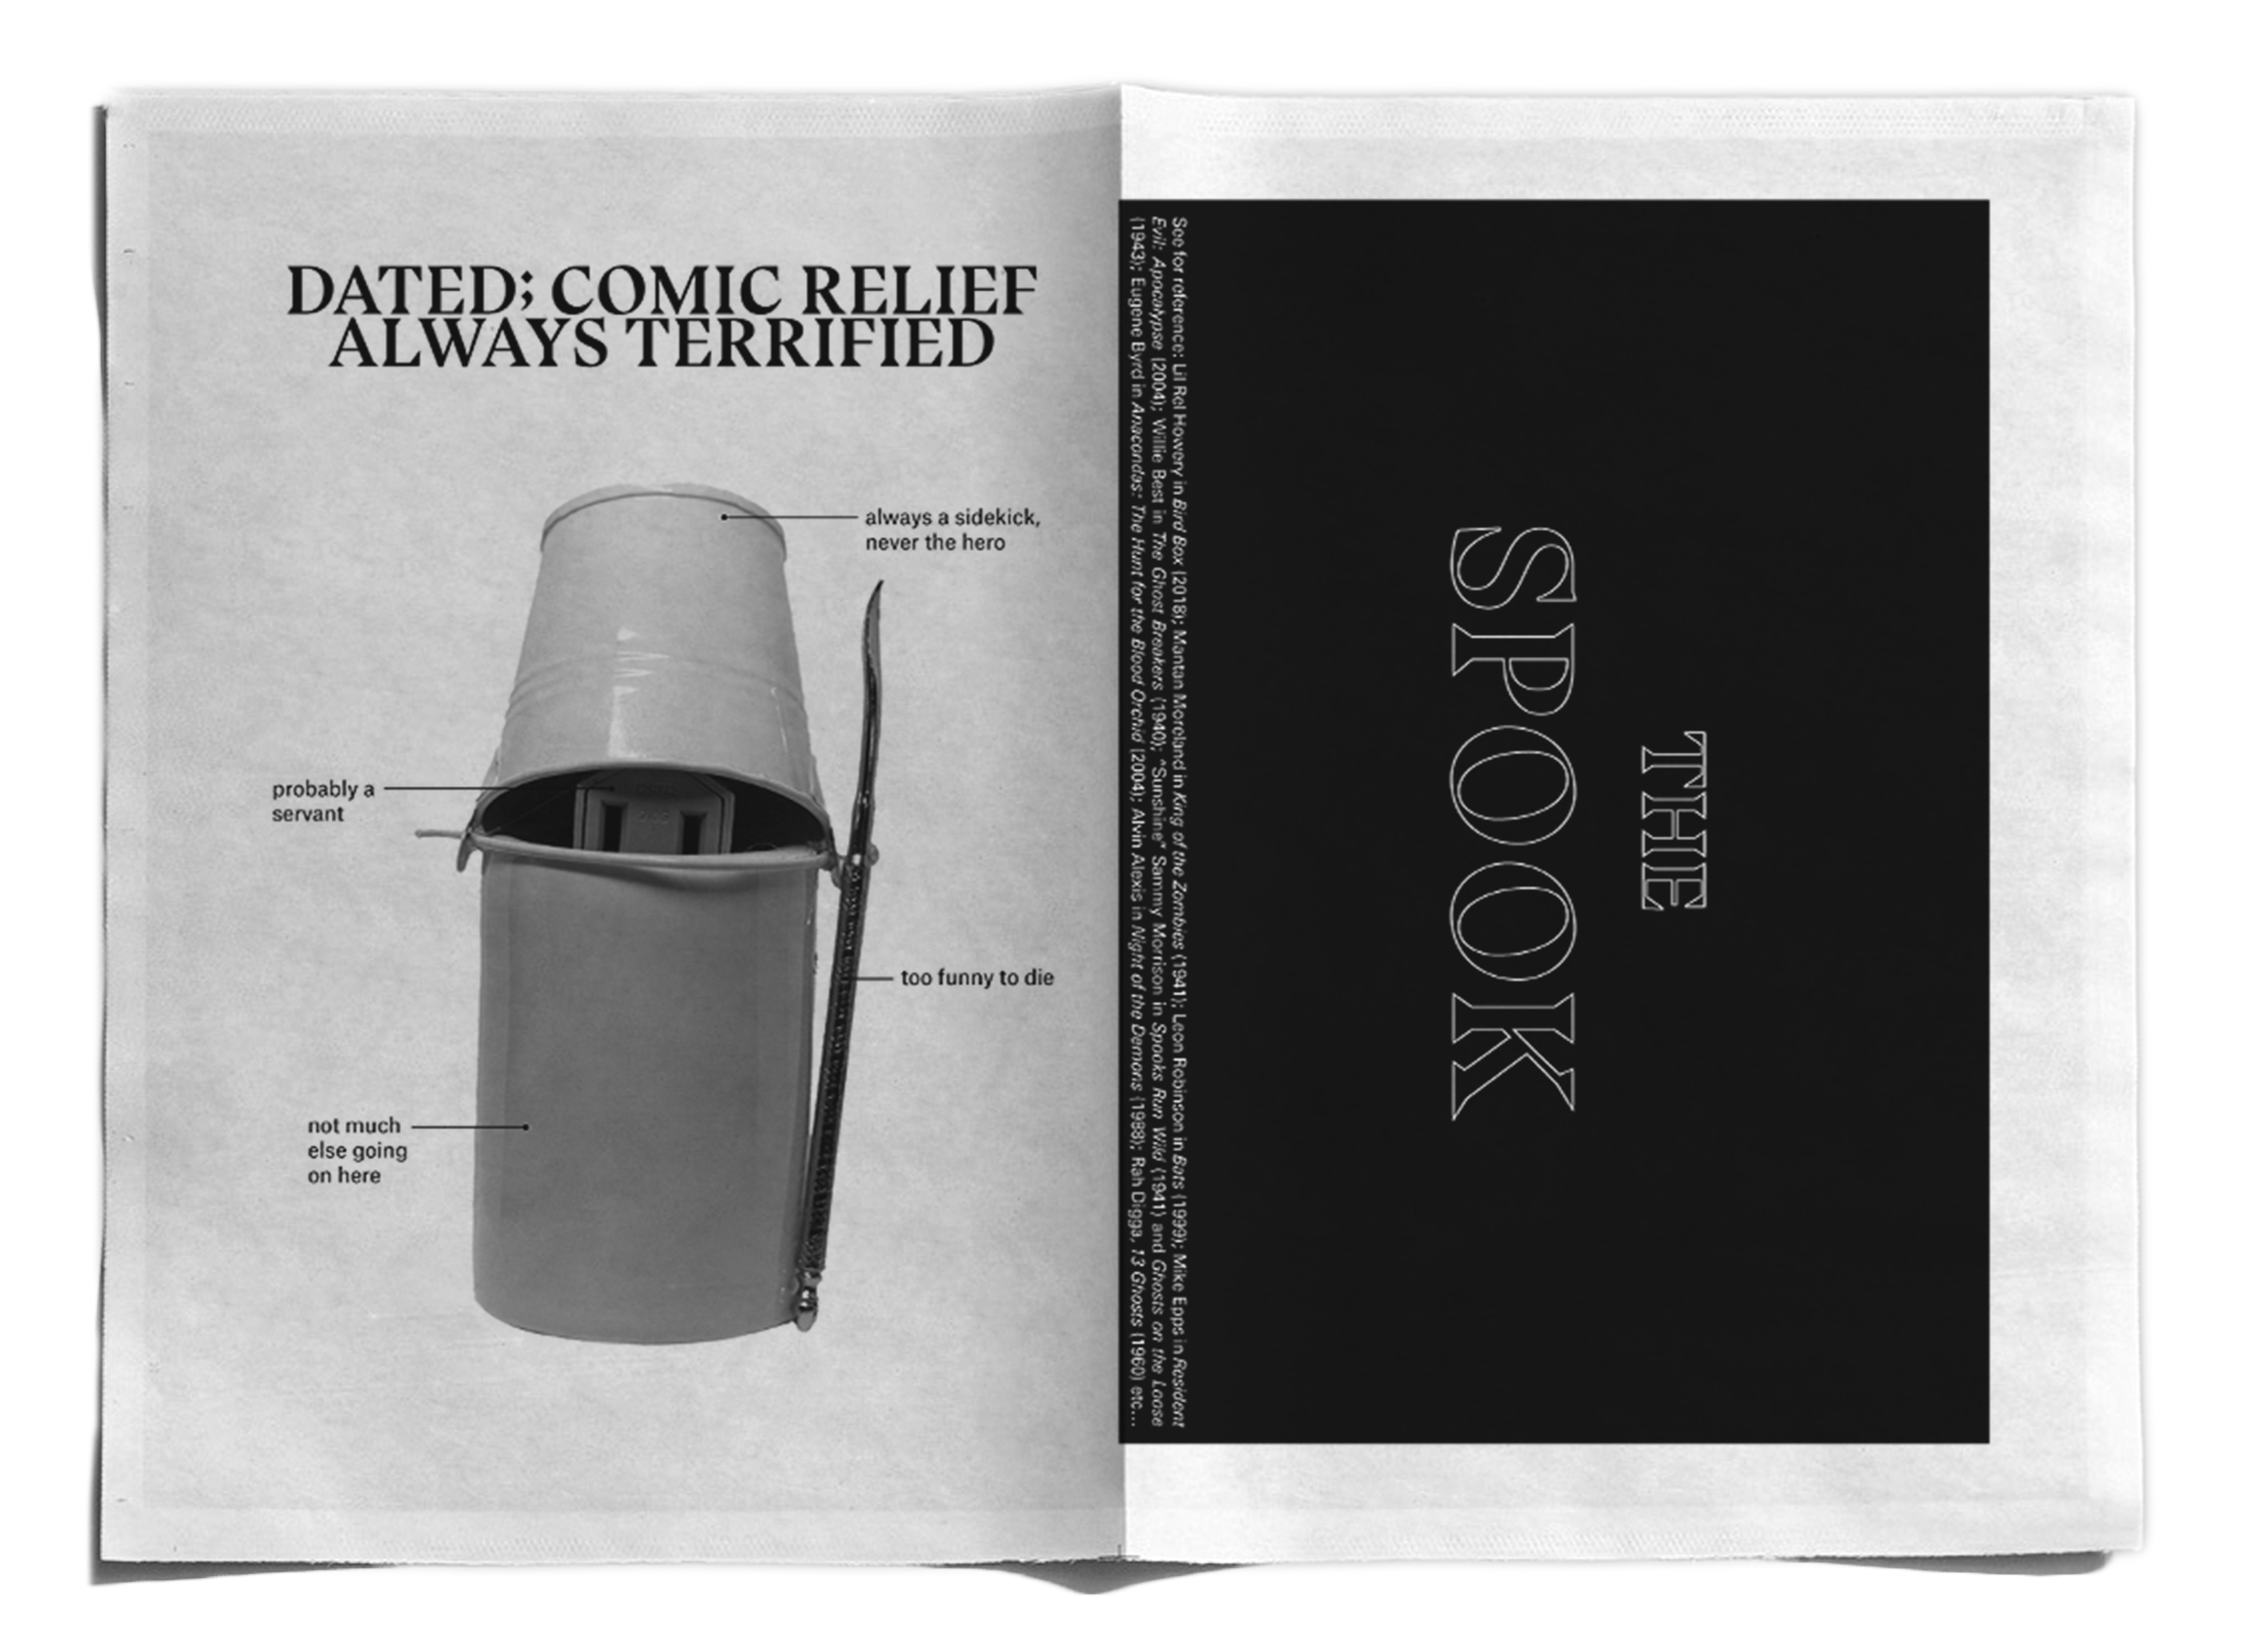 DATED; COMIC RELIEF
ALWAYS TERRIFIED
always a sidekick,
never the hero
probably a
servant
too funny to die
not much
else going
on here
THE
SPOOK
See for reference: Lil Rel Howery in Bird Box (2018); Mantan Moreland in King of the Zombies (1941); Leon Robinson in Bats (1999); Mike Epps in Resident
Evil: Apocalypse (2004); Willie Best in The Ghost Breakers (1940); "Sunshine" Sammy Morrison in Spooks Run Wild (1941) and Ghosts on the Loose
(1943); Eugene Byrd in Anacondas: The Hunt for the Blood Orchid (2004); Alvin Alexis in Night of the Demons (1988); Rah Digga, 13 Ghosts (1960) etc...